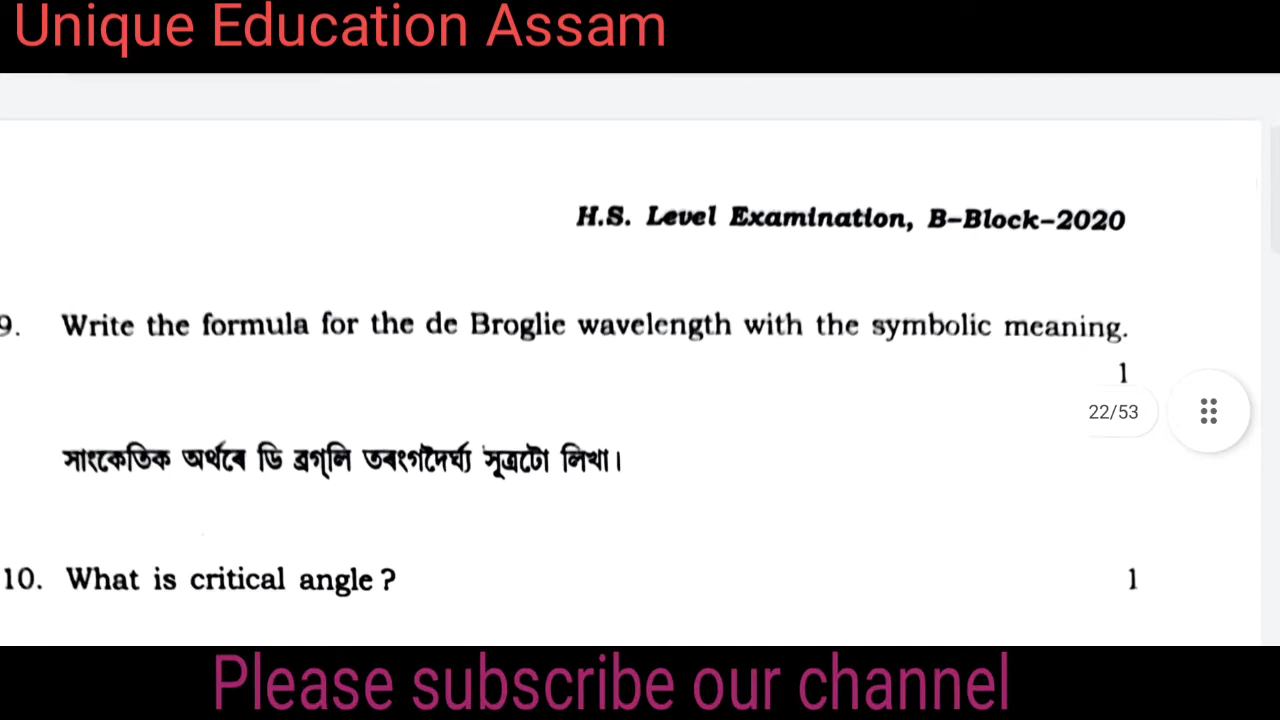 Unique Education Assam
H.S. Level Examination, B-Block-2020
9. Write the formula for the de Broglie wavelength with the symbolic meaning.
1
22/53
সাংকেতিক অৰ্থৰে ডি ব্ৰগ্‌লি তৰংগদৈৰ্ঘ্য সূত্ৰটো লিখা।
10. What is critical angle? 1
Please subscribe our channel